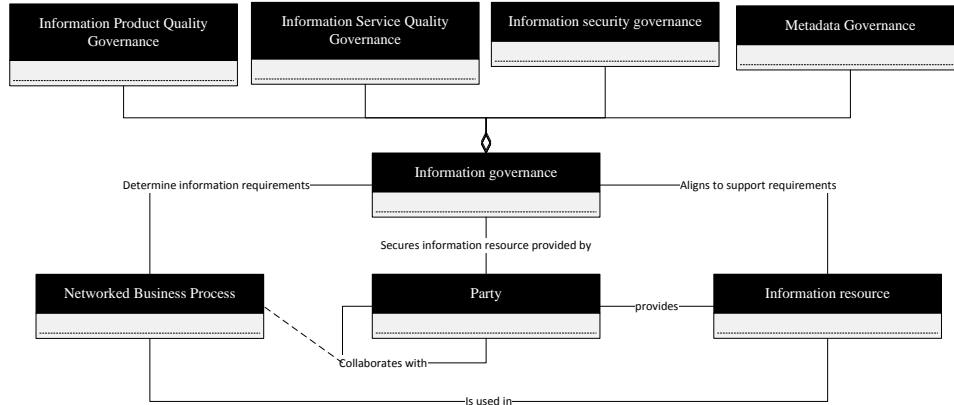 Information Product Quality
Governance
Information Service Quality
Governance
Information security governance
Metadata Governance
Information governance
Determine information requirements
Aligns to support requirements
Secures information resource provided by
Networked Business Process
Party
Information resource
provides
Collaborates with
Is used in